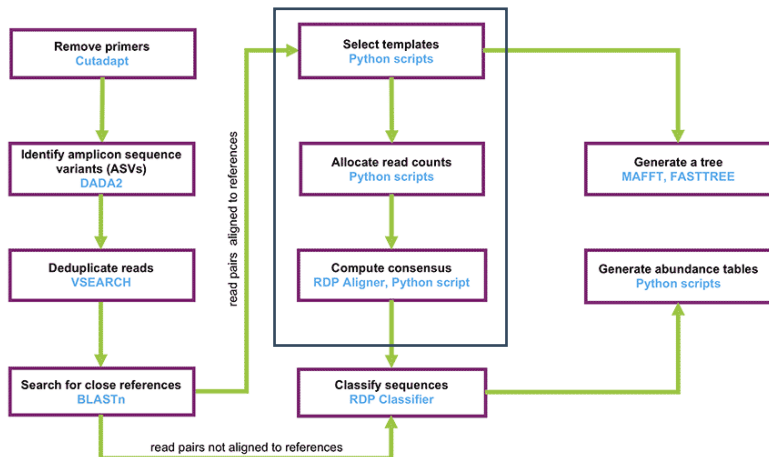 Remove primers
Cutadapt
Identify amplicon sequence
variants (ASVs)
DADA2
Deduplicate reads
VSEARCH
Search for close references
BLASTn
read pairs aligned to references
read pairs not aligned to references
Select templates
Python scripts
Allocate read counts
Python scripts
Compute consensus
RDP Aligner, Python script
Classify sequences
RDP Classifier
Generate a tree
MAFFT, FASTTREE
Generate abundance tables
Python scripts